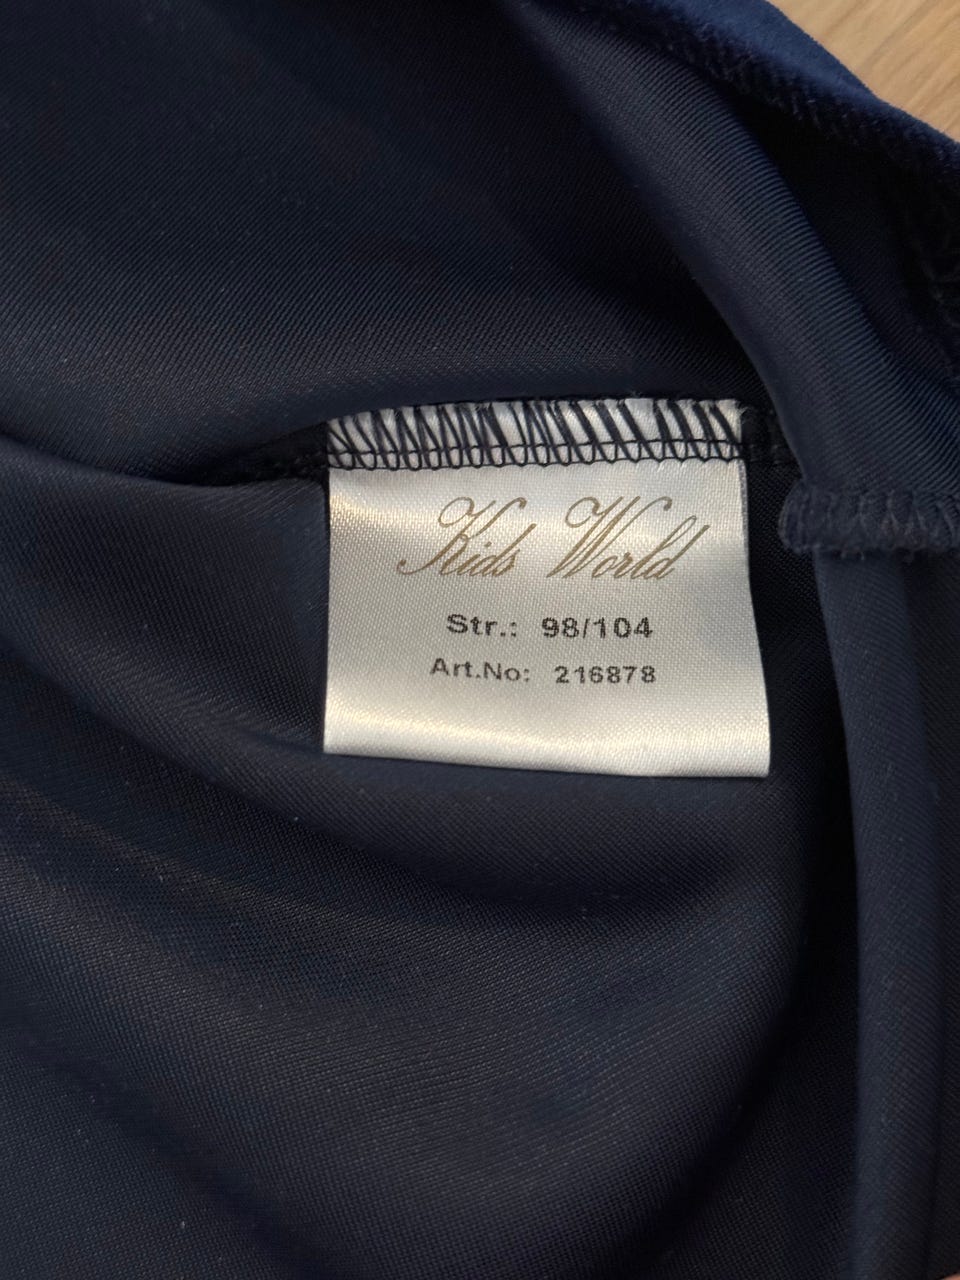 Kids World
Str.: 98/104
Art.No: 216878